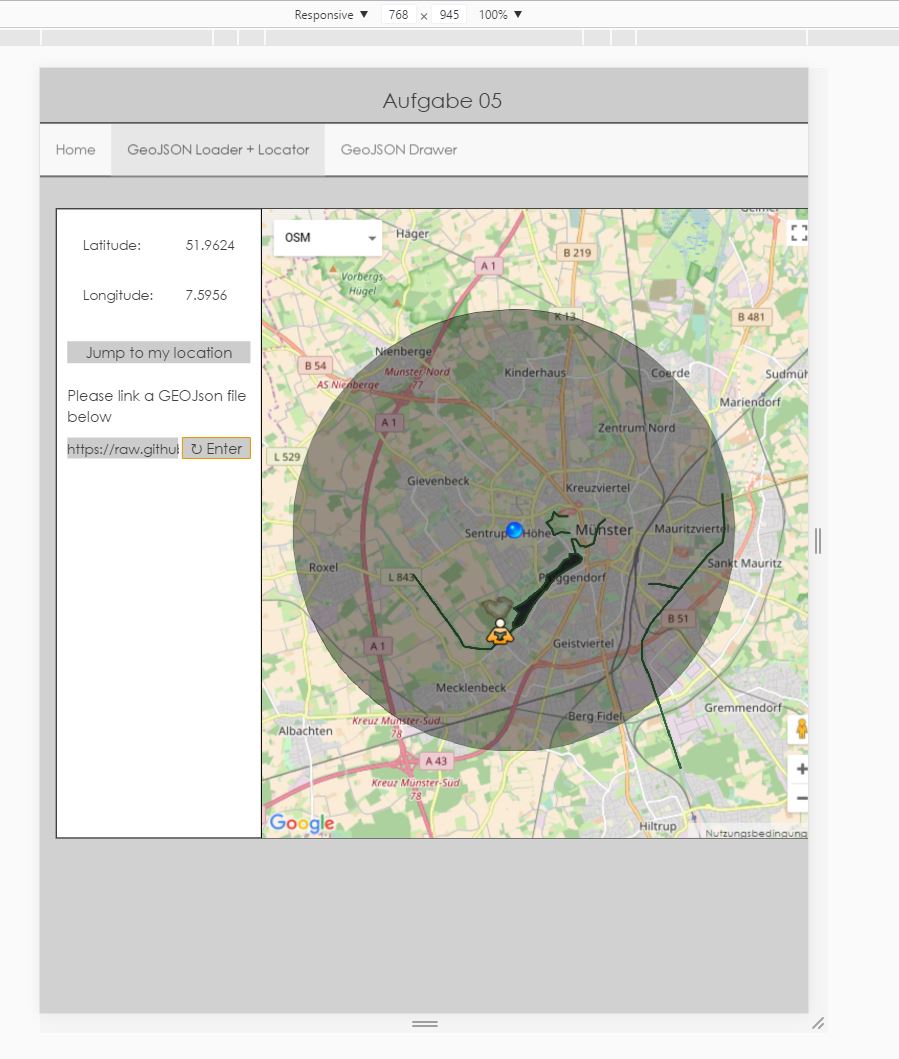 Responsive ▼ 768 x 945 100% ▼
Aufgabe 05
Home GeoJSON Loader + Locator GeoJSON Drawer
Latitude: 51.9624
Longitude: 7.5956
Jump to my location
Please link a GEOJson file
below
https://raw.githu ↻ Enter
OSM
Häger
A 1
B 219
Vorbergs
Hügel
K 13
B 481
Nienberge
B 54
Münster-Nord
77
AS Nienberge
Kinderhaus
Coerde
Sudmüh
Mariendorf
A 1
Zentrum Nord
L 529
Gievenbeck
Kreuzviertel
Sentrup Höhe
Münster
Mauritzviertel
Sankt Mauritz
Roxel
L 843
Pluggendorf
B 51
A 1
Geistviertel
Mecklenbeck
Gremmendorf
Berg Fidel
Kreuz Münster-Süd
78
Albachten
A 43
Kreuz Münster-Süd
78
Google
Hiltrup
Nutzungsbedingung